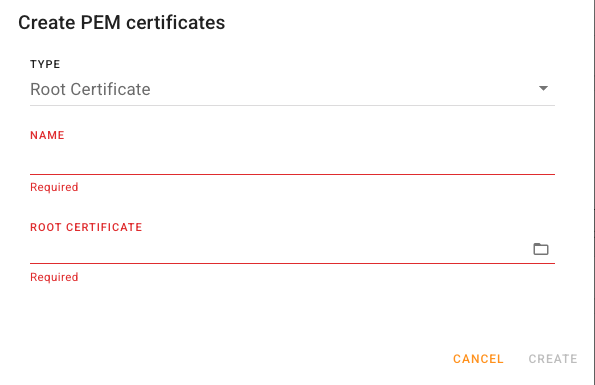 Create PEM certificates
TYPE
Root Certificate
NAME
Required
ROOT CERTIFICATE
Required
CANCEL CREATE